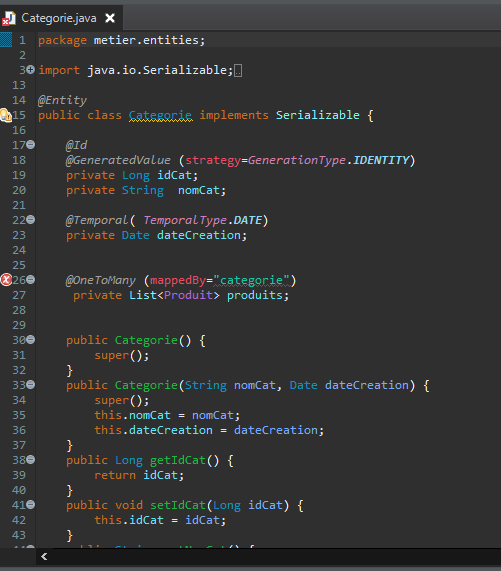 Categorie.java
1 package metier.entities;
2
3 import java.io.Serializable;
13
14 @Entity
15 public class Categorie implements Serializable {
16
17 @Id
18 @GeneratedValue (strategy=GenerationType.IDENTITY)
19 private Long idCat;
20 private String  nomCat;
21
22 @Temporal( TemporalType.DATE)
23 private Date dateCreation;
24
25
26 @OneToMany (mappedBy="categorie")
27 private List<Produit> produits;
28
29
30 public Categorie() {
31 super();
32 }
33 public Categorie(String nomCat, Date dateCreation) {
34 super();
35 this.nomCat = nomCat;
36 this.dateCreation = dateCreation;
37 }
38 public Long getIdCat() {
39 return idCat;
40 }
41 public void setIdCat(Long idCat) {
42 this.idCat = idCat;
43 }